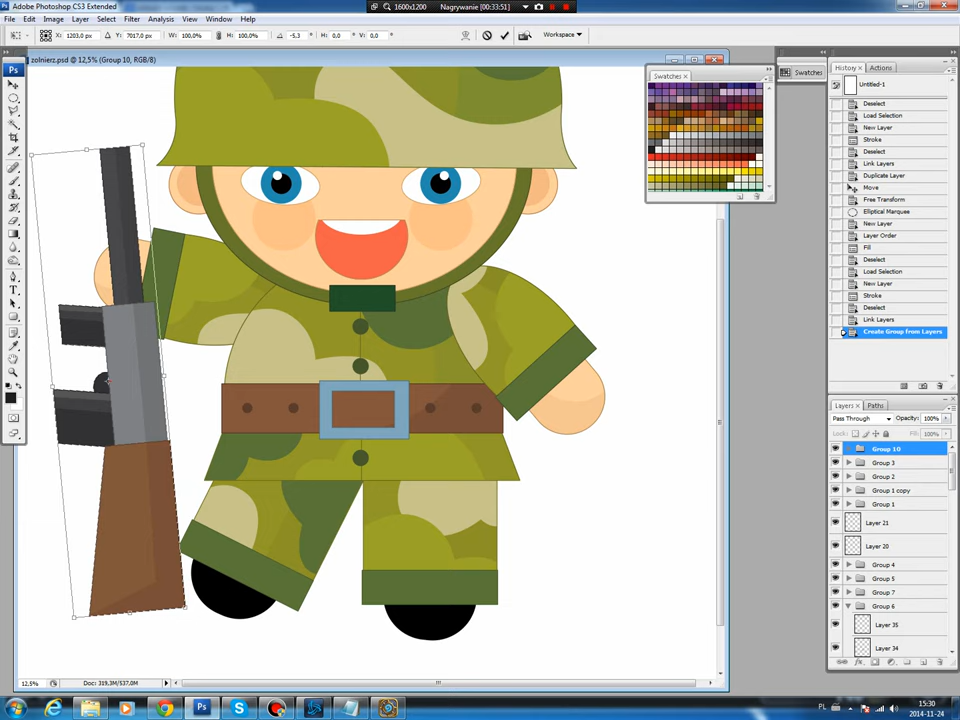 Adobe Photoshop CS3 Extended
1600x1200
Nagrywanie [00:33:51]
File Edit Image Layer Select Filter Analysis View Window Help
X: 1203,0 px
Y: 7017,0 px
W: 100,0%
H: 100,0%
-5,3
H: 0,0
V: 0,0
Workspace
zolnierz.psd @ 12,5% (Group 10, RGB/8)
Swatches
Swatches
History Actions
Untitled-1
Deselect
Load Selection
New Layer
Stroke
Deselect
Link Layers
Duplicate Layer
Move
Free Transform
Elliptical Marquee
New Layer
Layer Order
Fill
Deselect
Load Selection
New Layer
Stroke
Deselect
Link Layers
Create Group from Layers
Layers Paths
Pass Through
Opacity: 100%
Lock:
Fill: 100%
Group 10
Group 3
Group 2
Group 1 copy
Group 1
Layer 21
Layer 20
Group 4
Group 5
Group 7
Group 6
Layer 35
Layer 34
12,5%
Doc: 319,3M/537,0M
PL
15:30
2014-11-24